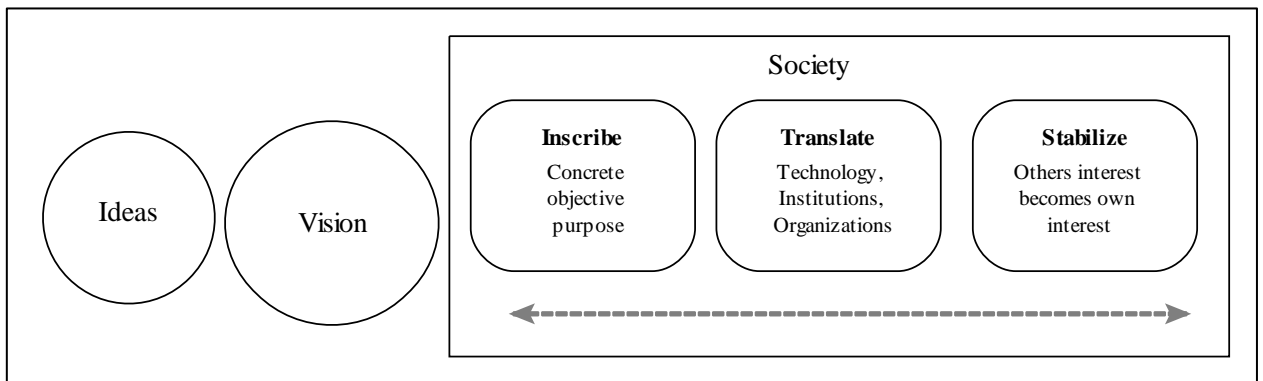 Ideas
Vision
Society
Inscribe
Concrete
objective
purpose
Translate
Technology,
Institutions,
Organizations
Stabilize
Others interest
becomes own
interest